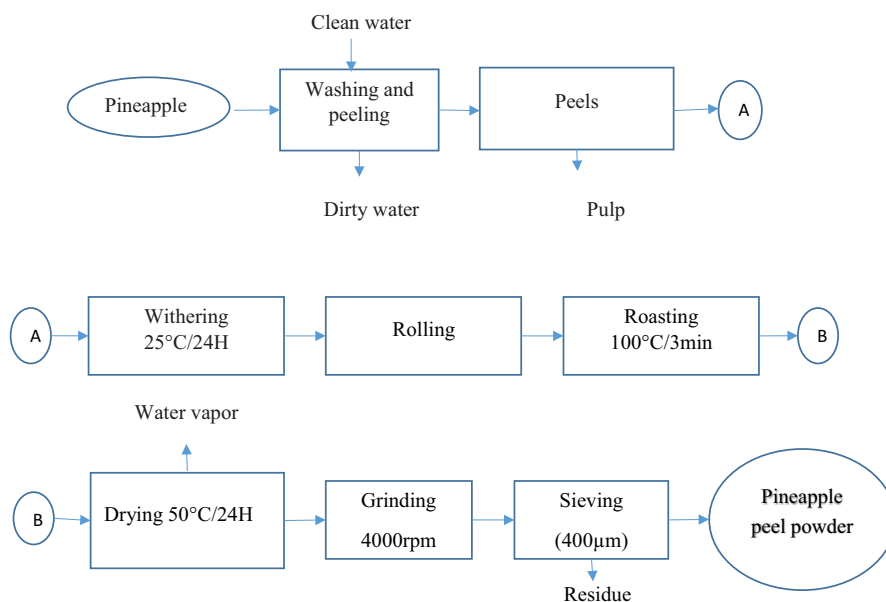 Clean water
Pineapple
Washing and
peeling
Peels
A
Dirty water
Pulp
A
Withering
25°C/24H
Rolling
Roasting
100°C/3min
B
Water vapor
B
Drying 50°C/24H
Grinding
4000rpm
Sieving
(400µm)
Pineapple
peel powder
Residue